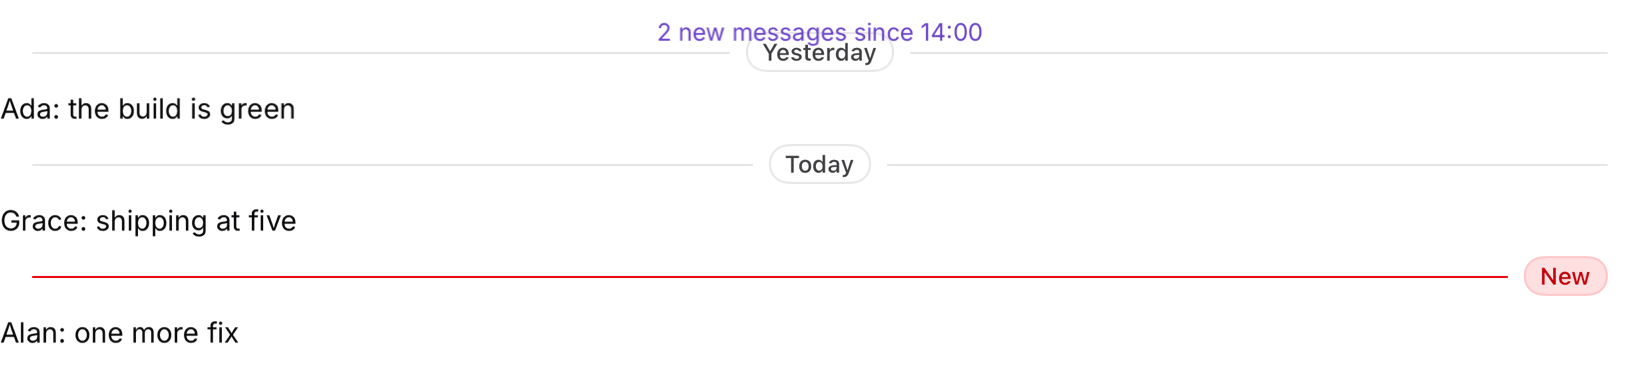 2 new messages since 14:00
Yesterday
Ada: the build is green
Today
Grace: shipping at five
New
Alan: one more fix